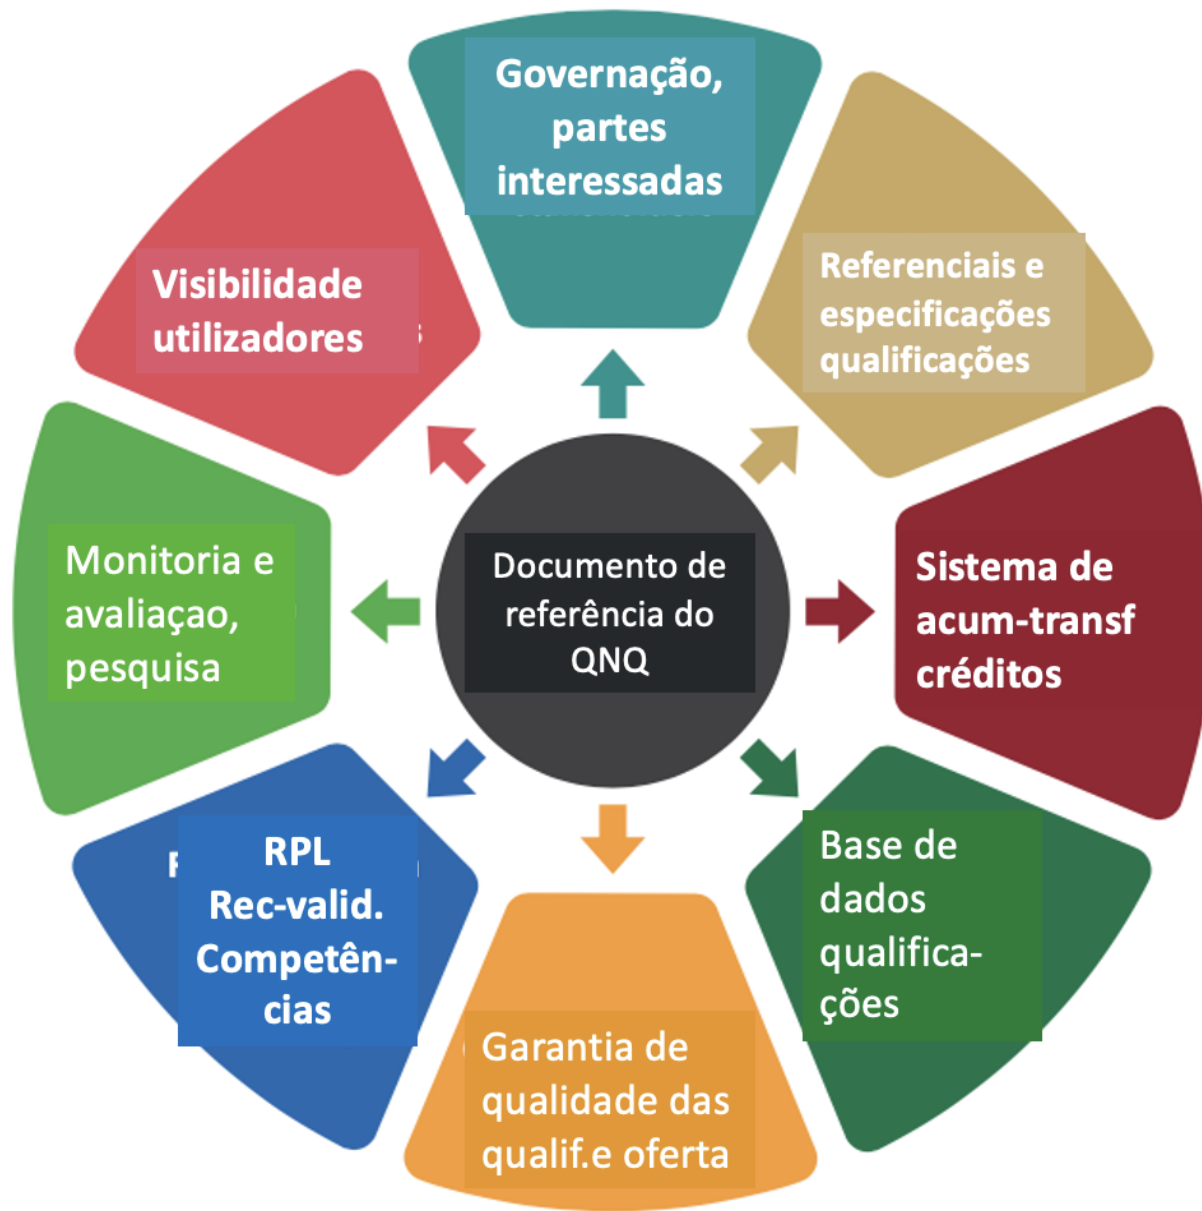 Governação,
partes
interessadas
Referenciais e
especificações
qualificações
Sistema de
acum-transf
créditos
Base de
dados
qualifica-
ções
Garantia de
qualidade das
qualif.e oferta
RPL
Rec-valid.
Competên-
cias
Monitoria e
avaliaçao,
pesquisa
Visibilidade
utilizadores
Documento de
referência do
QNQ